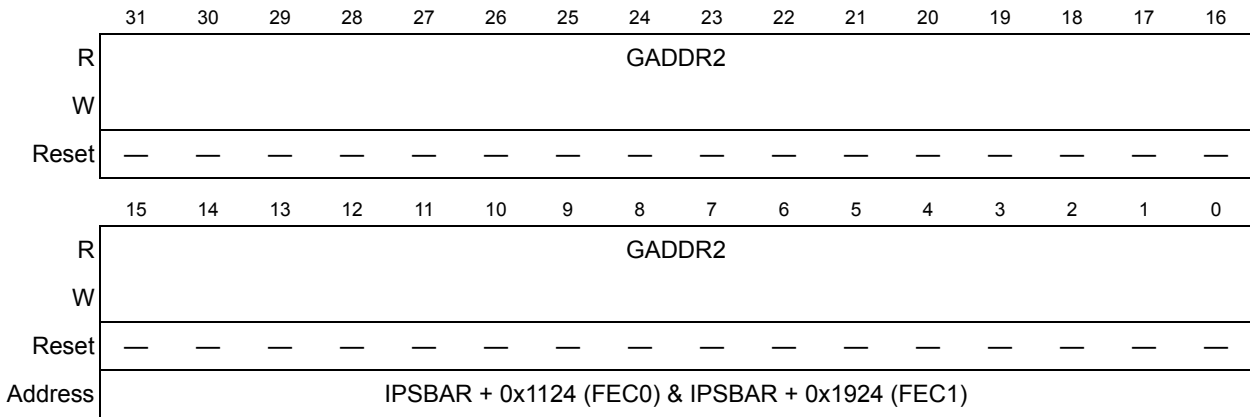 31 30 29 28 27 26 25 24 23 22 21 20 19 18 17 16
R GADDR2
W
Reset — — — — — — — — — — — — — — — —
15 14 13 12 11 10 9 8 7 6 5 4 3 2 1 0
R GADDR2
W
Reset — — — — — — — — — — — — — — — —
Address IPSBAR + 0x1124 (FEC0) & IPSBAR + 0x1924 (FEC1)